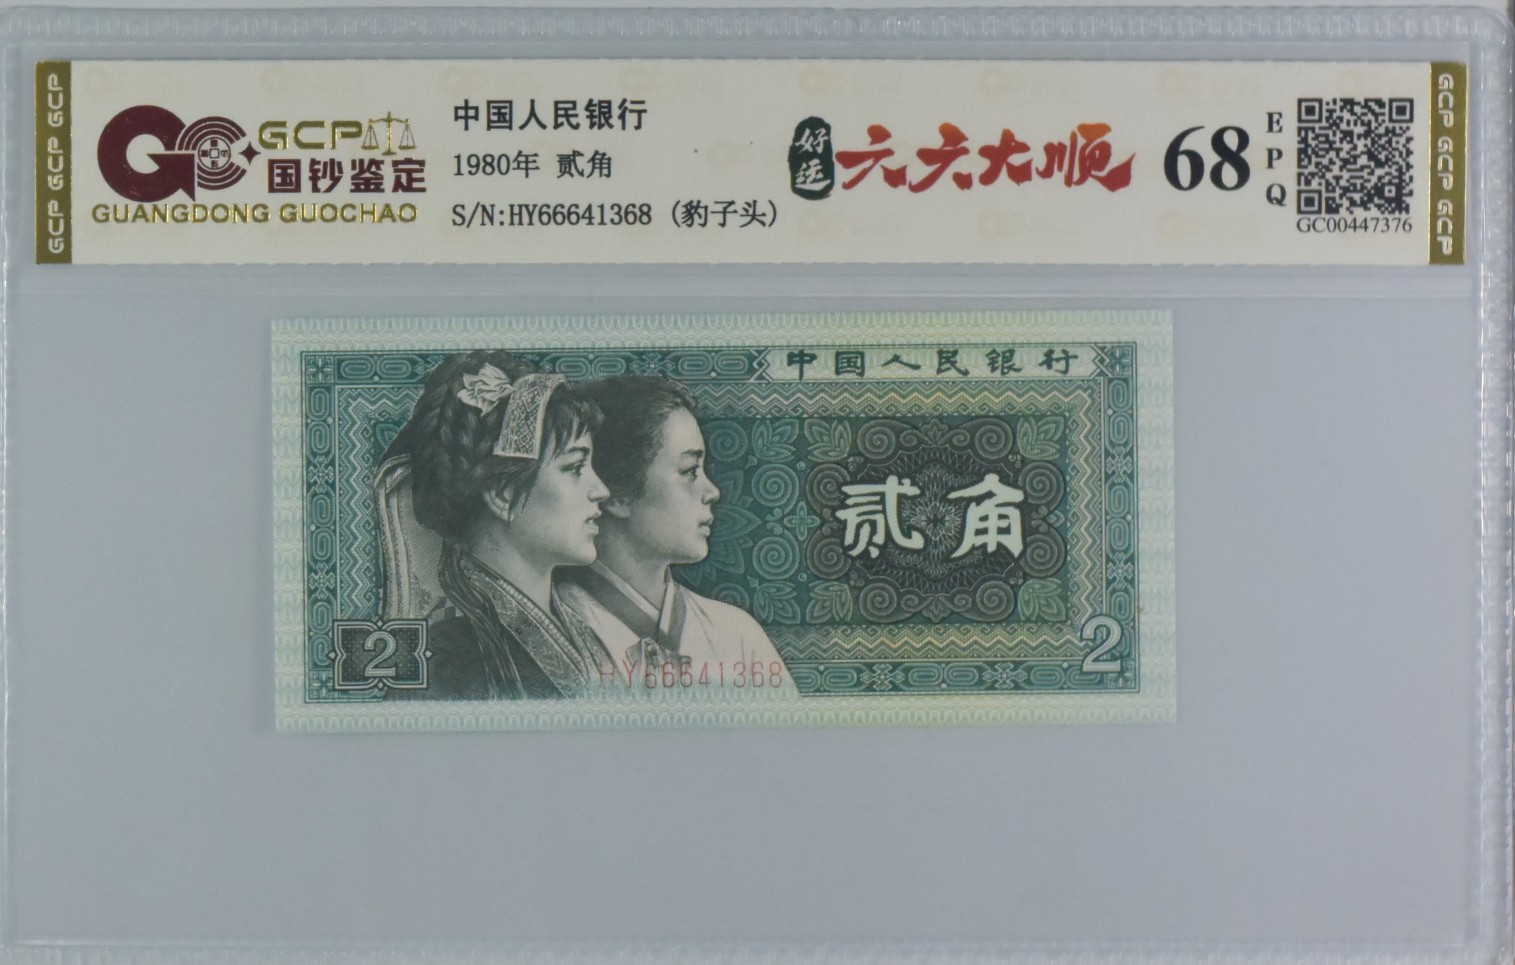 GCP GCP GCP
GCP
国钞鉴定
GUANGDONG GUOCHAO
中国人民银行
1980年 贰角
S/N:HY66641368 (豹子头)
好运
六六大顺
68
EPQ
GC00447376
GCP GCP GCP
中国人民银行
贰角
2
HY66641368
2